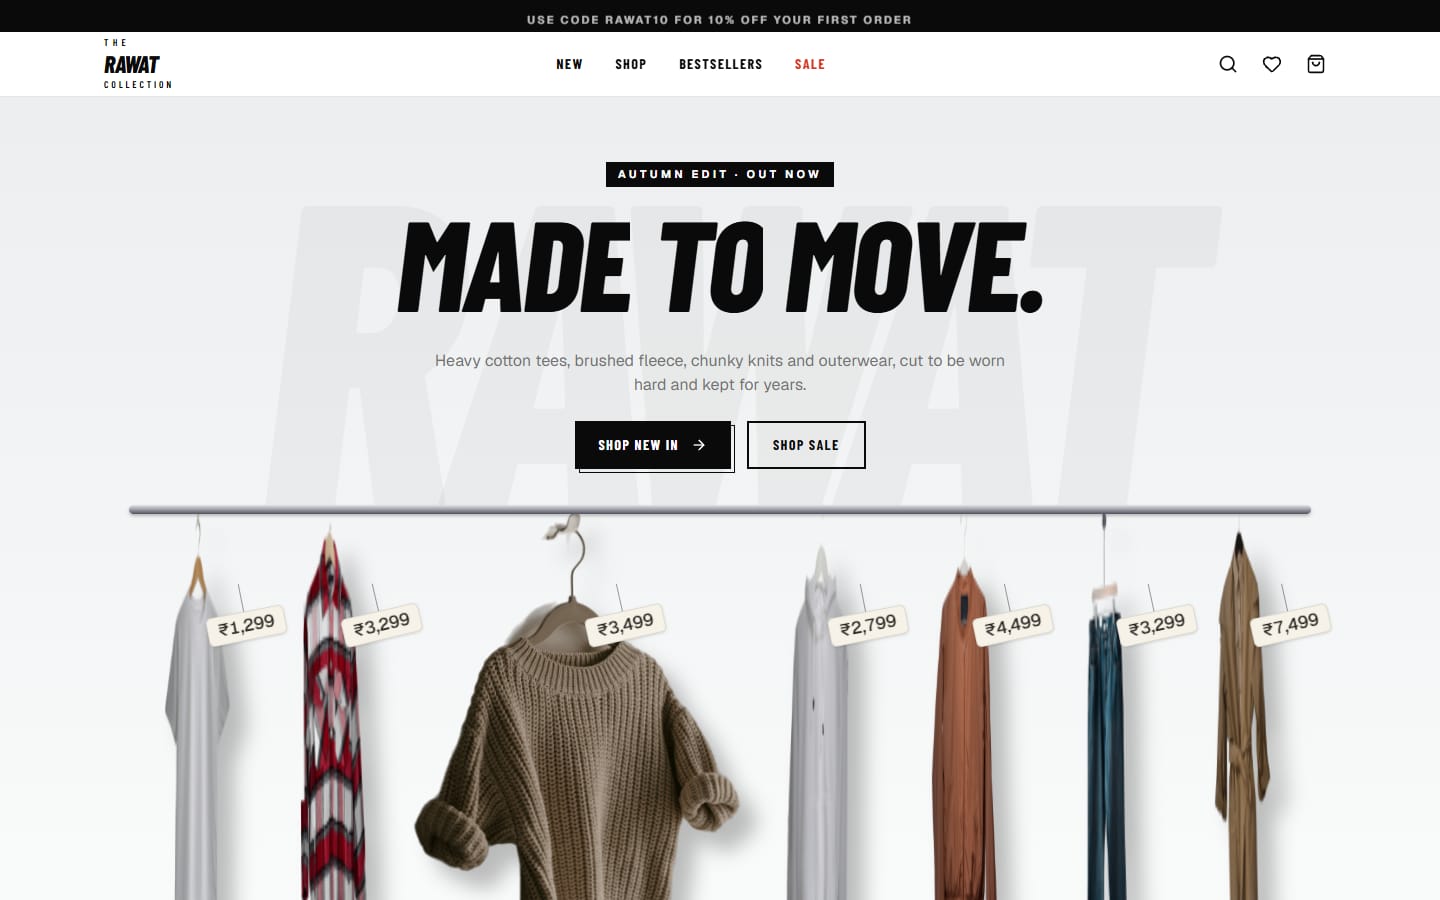 USE CODE RAWAT10 FOR 10% OFF YOUR FIRST ORDER
THE
RAWAT
COLLECTION
NEW
SHOP
BESTSELLERS
SALE
AUTUMN EDIT · OUT NOW
RAWAT
MADE TO MOVE.
Heavy cotton tees, brushed fleece, chunky knits and outerwear, cut to be worn
hard and kept for years.
SHOP NEW IN →
SHOP SALE
₹1,299
₹3,299
₹3,499
₹2,799
₹4,499
₹3,299
₹7,499